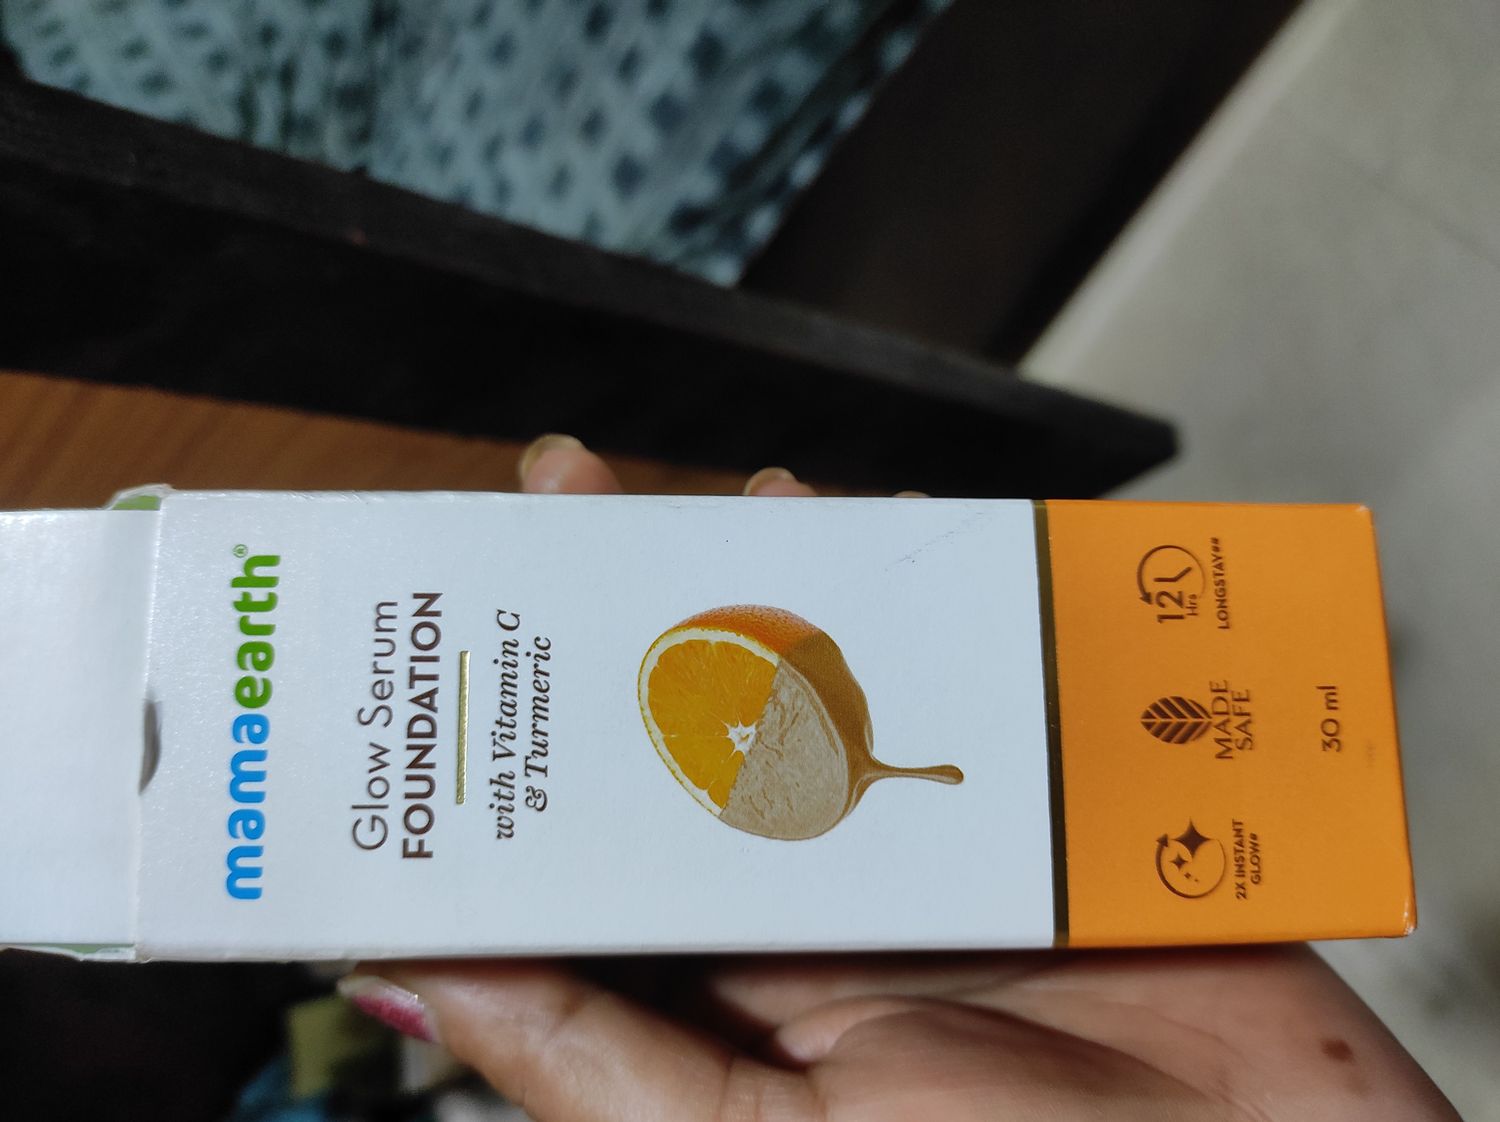 mamaearth®
Glow Serum
FOUNDATION
with Vitamin C
& Turmeric
2X INSTANT
GLOW#
MADE
SAFE
12
Hrs
LONGSTAY##
30 ml